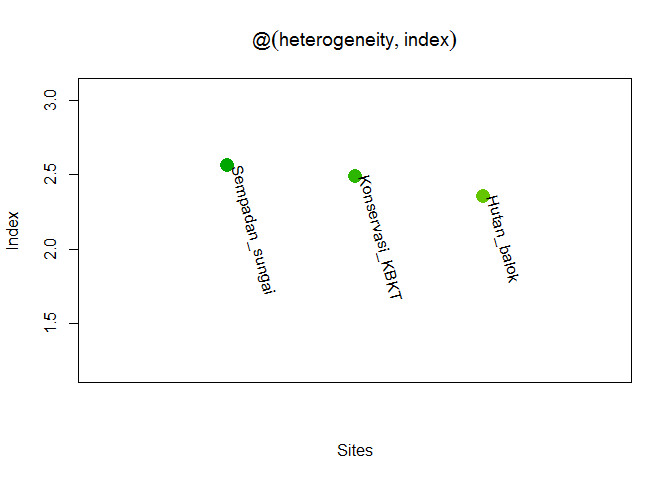 @(heterogeneity, index)
3.0
2.5
2.0
1.5
Index
Sempadan_sungai
Konservasi_KBKT
Hutan_balok
Sites